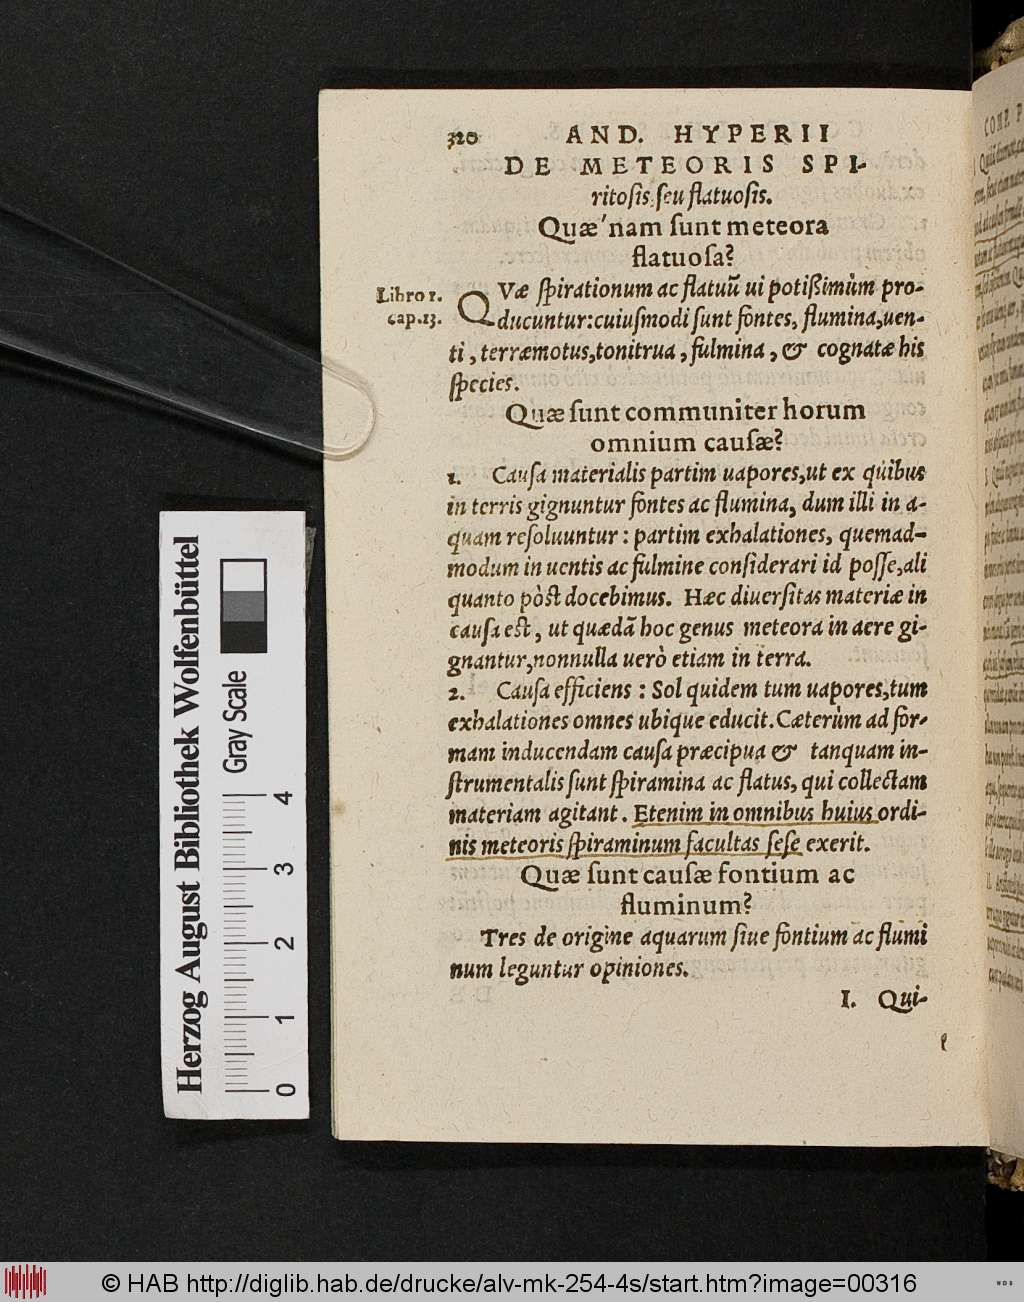 320 AND. HYPERII
DE METEORIS SPI-
ritosis seu flatuosis.
Quæ'nam sunt meteora
flatuosa?
Libro 1.
cap. 13.
QVæ spirationum ac flatuũ ui potißimùm pro-
ducuntur: cuiusmodi sunt fontes, flumina, uen-
ti, terræmotus, tonitrua, fulmina, & cognatæ his
species.
Quæ sunt communiter horum
omnium causæ?
1. Causa materialis partim uapores, ut ex quibus
in terris gignuntur fontes ac flumina, dum illi in a-
quam resoluuntur: partim exhalationes, quemad-
modum in uentis ac fulmine considerari id posse, ali
quanto pòst docebimus. Hæc diuersitas materiæ in
causa est, ut quædã hoc genus meteora in aere gi-
gnantur, nonnulla uerò etiam in terra.
2. Causa efficiens: Sol quidem tum uapores, tum
exhalationes omnes ubique educit. Cæterùm ad for-
mam inducendam causa præcipua & tanquam in-
strumentalis sunt spiramina ac flatus, qui collectam
materiam agitant. Etenim in omnibus huius ordi-
nis meteoris spiraminum facultas sese exerit.
Quæ sunt causæ fontium ac
fluminum?
Tres de origine aquarum siue fontium ac flumi
num leguntur opiniones.
I. Qui-
Herzog August Bibliothek Wolfenbüttel
Gray Scale
0 1 2 3 4
© HAB http://diglib.hab.de/drucke/alv-mk-254-4s/start.htm?image=00316